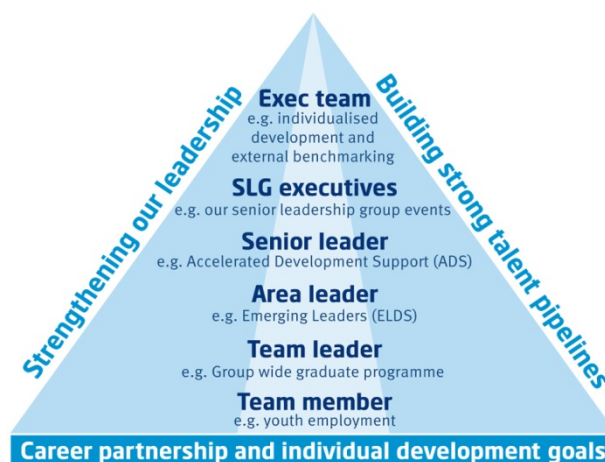 Strengthening our leadership
Building strong talent pipelines
Exec team
e.g. individualised
development and
external benchmarking
SLG executives
e.g. our senior leadership group events
Senior leader
e.g. Accelerated Development Support (ADS)
Area leader
e.g. Emerging Leaders (ELDS)
Team leader
e.g. Group wide graduate programme
Team member
e.g. youth employment
Career partnership and individual development goals